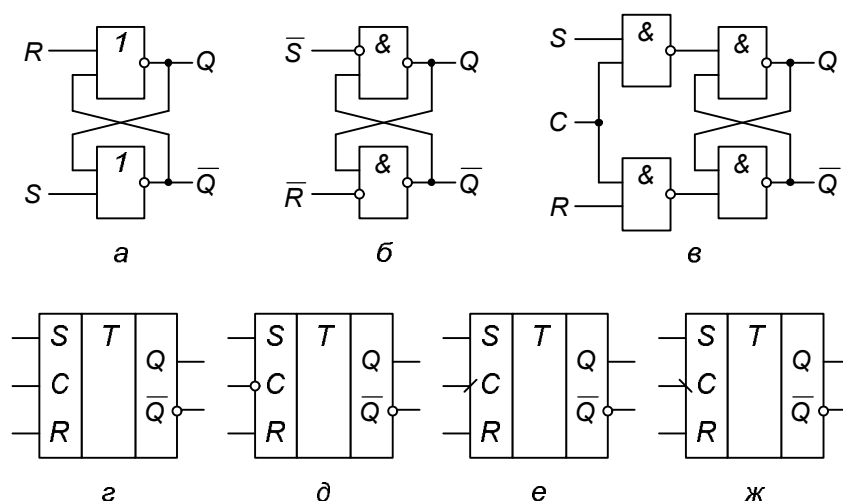 R 1 Q
S 1 Q̅
а
S̅ & Q
R̅ & Q̅
б
S & & Q
C
R & & Q̅
в
S T Q
C
R Q̅
г
S T Q
C
R Q̅
д
S T Q
C
R Q̅
е
S T Q
C
R Q̅
ж